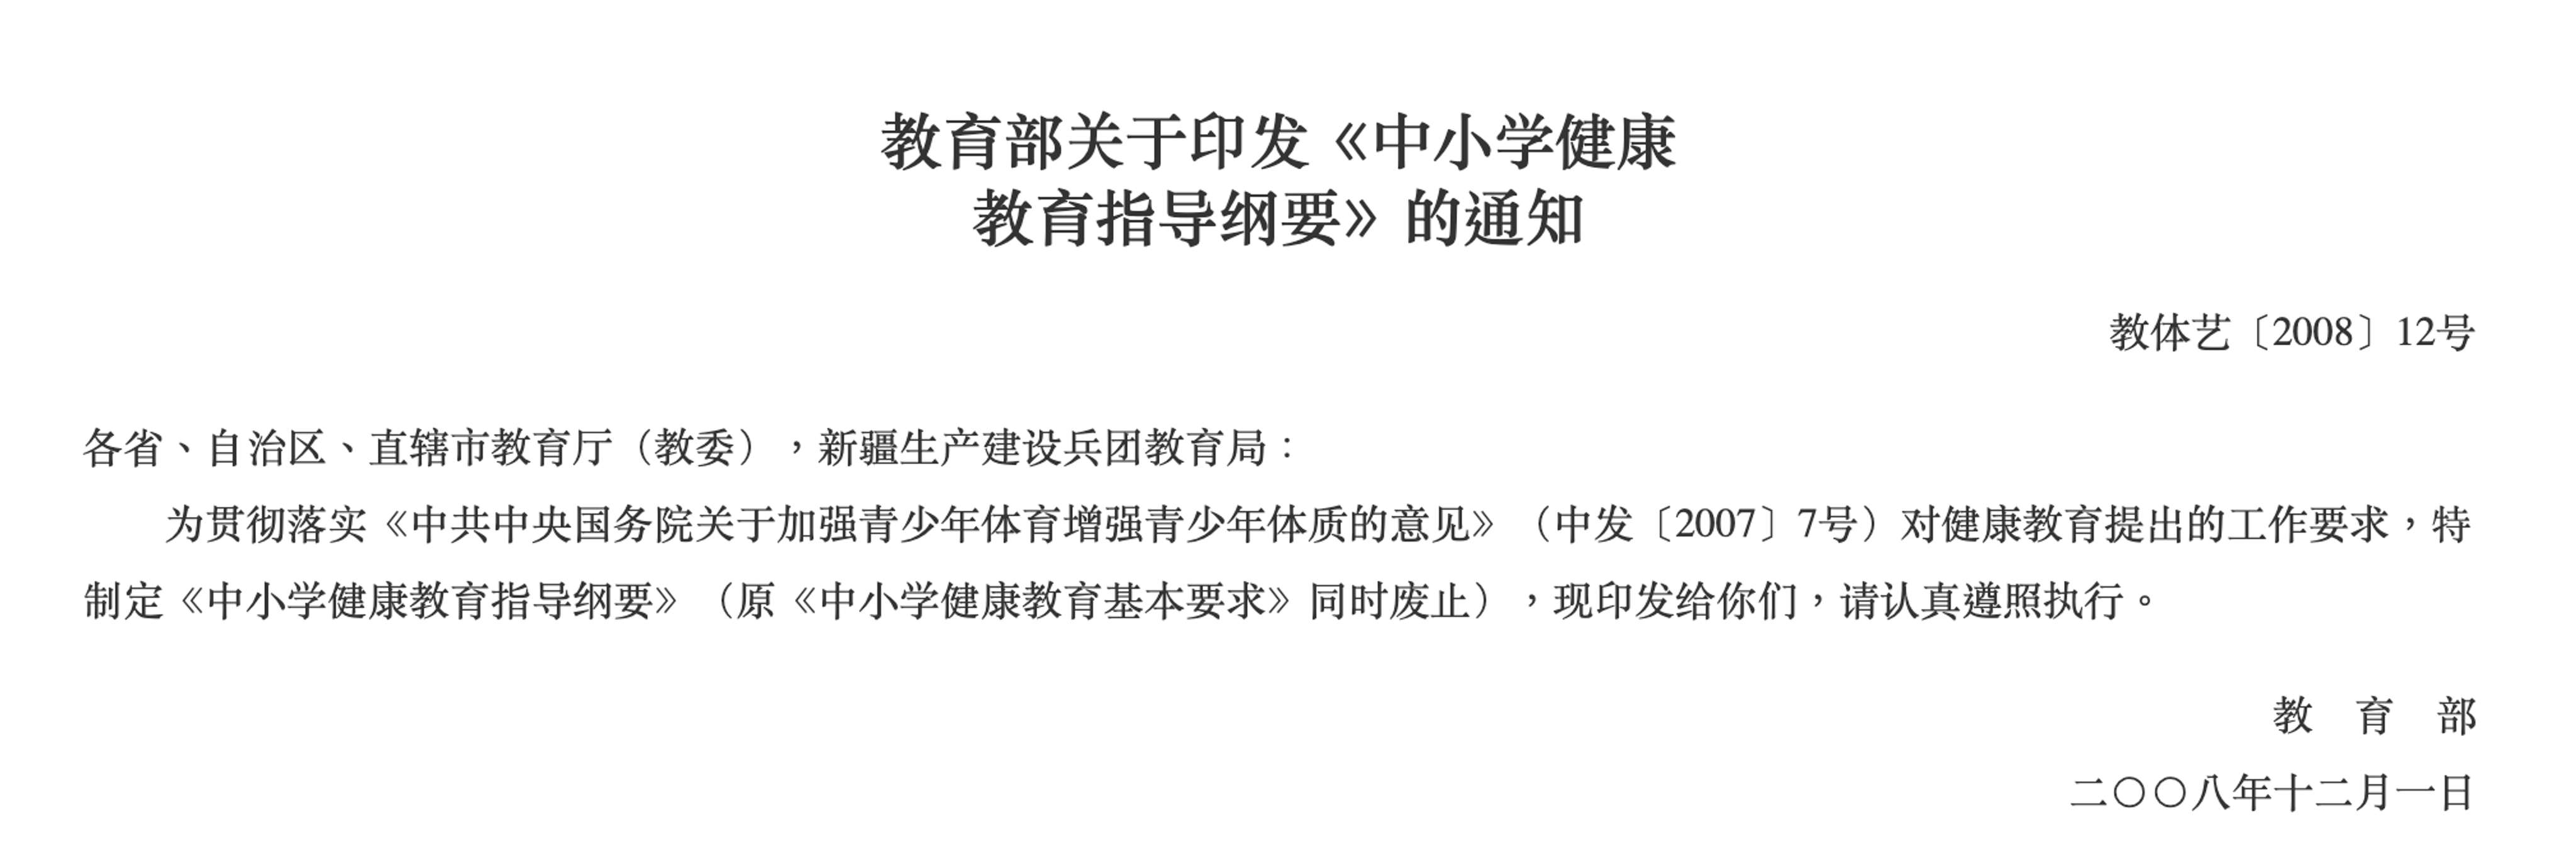 教育部关于印发《中小学健康
教育指导纲要》的通知
教体艺〔2008〕12号
各省、自治区、直辖市教育厅（教委），新疆生产建设兵团教育局：
为贯彻落实《中共中央国务院关于加强青少年体育增强青少年体质的意见》（中发〔2007〕7号）对健康教育提出的工作要求，特
制定《中小学健康教育指导纲要》（原《中小学健康教育基本要求》同时废止），现印发给你们，请认真遵照执行。
教　育　部
二〇〇八年十二月一日